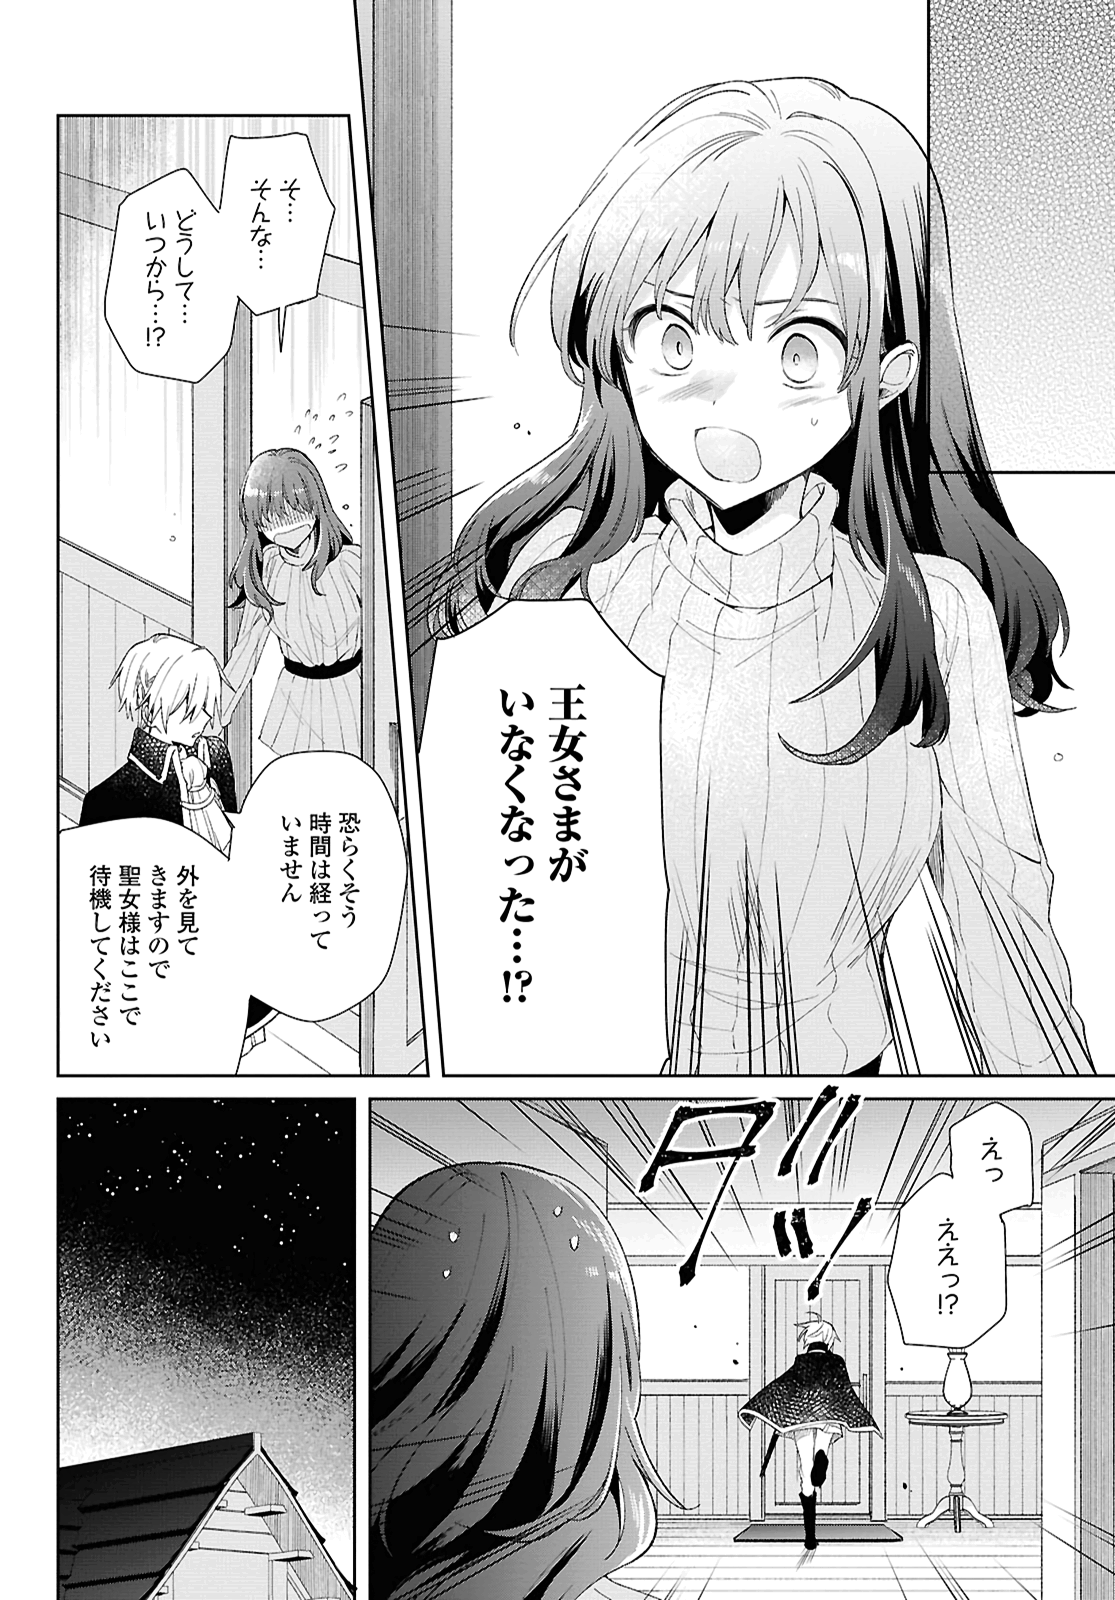 王女さまが
いなくなった…!?
そ…
そんな…
どうして…
いつから…!?
恐らくそう
時間は経って
いません
外を見て
きますので
聖女様はここで
待機してください
えっ
ええっ!?